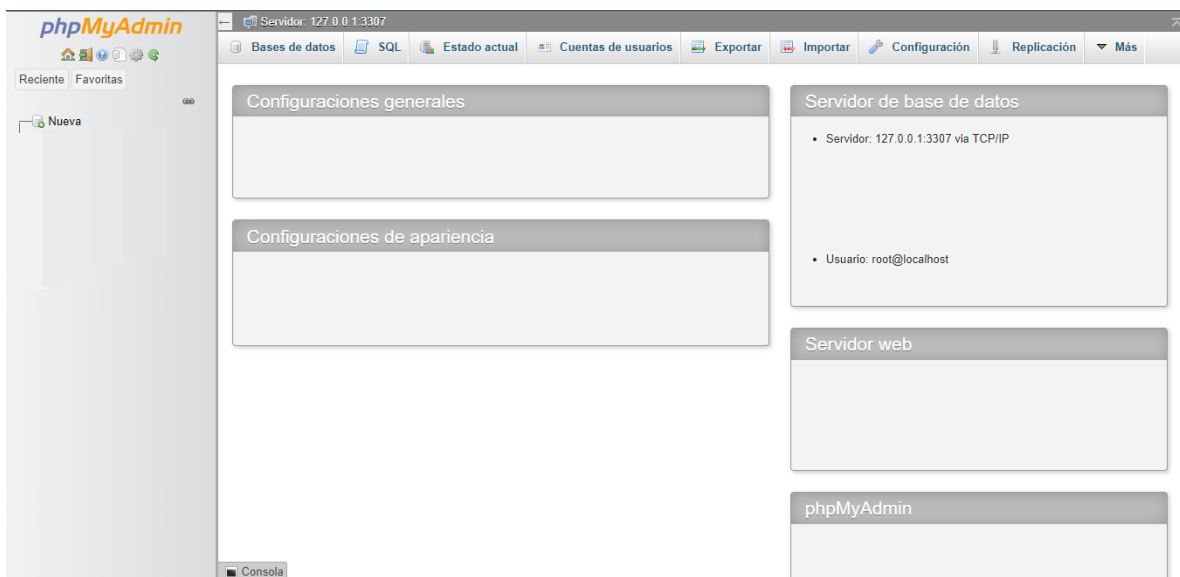 phpMyAdmin
Reciente Favoritas
Nueva
Servidor: 127.0.0.1:3307
Bases de datos SQL Estado actual Cuentas de usuarios Exportar Importar Configuración Replicación Más
Configuraciones generales
Configuraciones de apariencia
Servidor de base de datos
• Servidor: 127.0.0.1:3307 via TCP/IP
• Usuario: root@localhost
Servidor web
phpMyAdmin
Consola